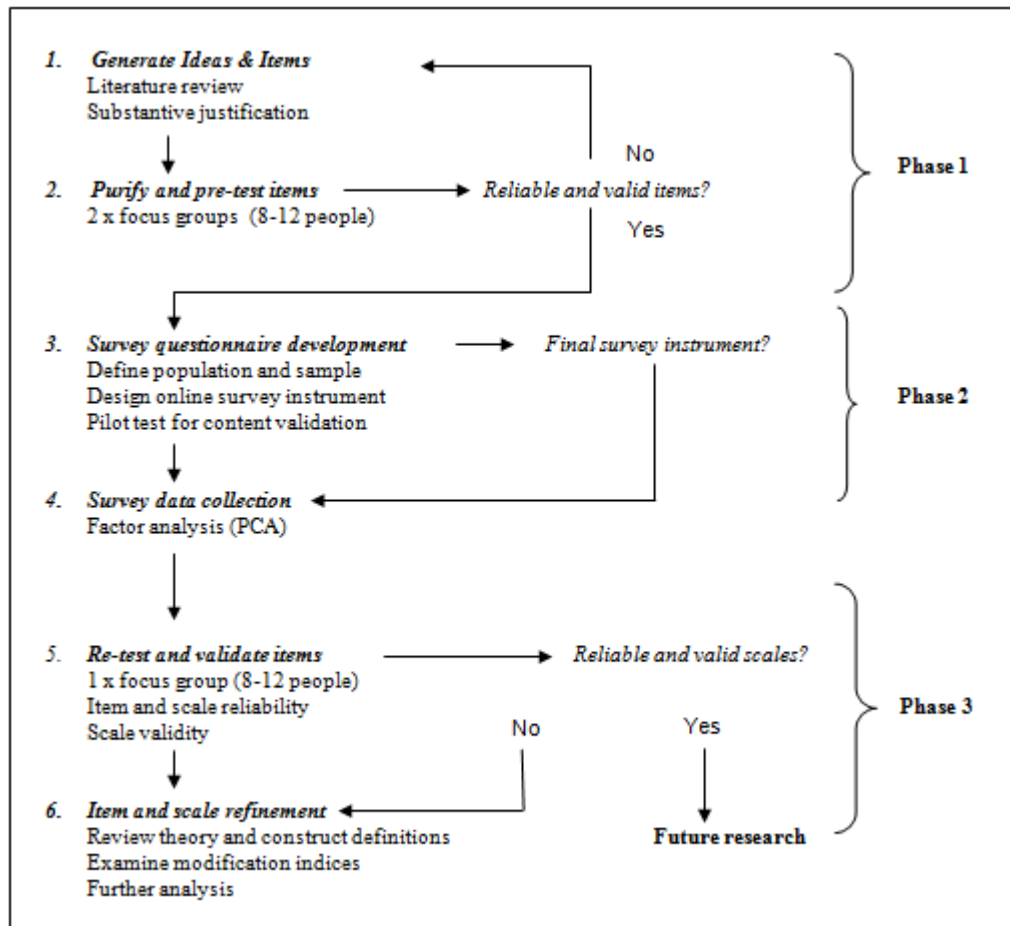 1. Generate Ideas & Items
Literature review
Substantive justification
No
Phase 1
2. Purify and pre-test items
Reliable and valid items?
2 x focus groups (8-12 people)
Yes
3. Survey questionnaire development
Final survey instrument?
Define population and sample
Design online survey instrument
Phase 2
Pilot test for content validation
4. Survey data collection
Factor analysis (PCA)
5. Re-test and validate items
Reliable and valid scales?
1 x focus group (8-12 people)
Item and scale reliability
Phase 3
Scale validity
No
Yes
6. Item and scale refinement
Review theory and construct definitions
Future research
Examine modification indices
Further analysis